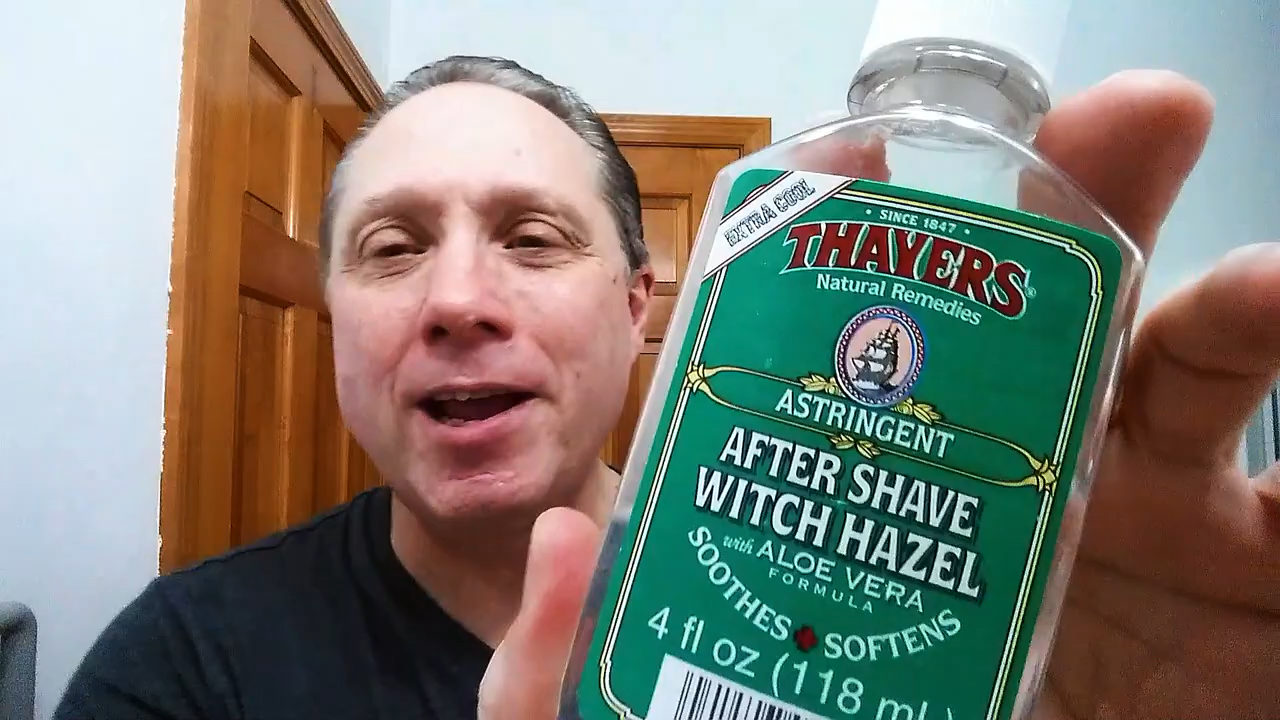 EXTRA COOL
• SINCE 1847 •
THAYERS®
Natural Remedies
ASTRINGENT
AFTER SHAVE
WITCH HAZEL
with ALOE VERA
FORMULA
SOOTHES SOFTENS
4 fl oz (118 mL)